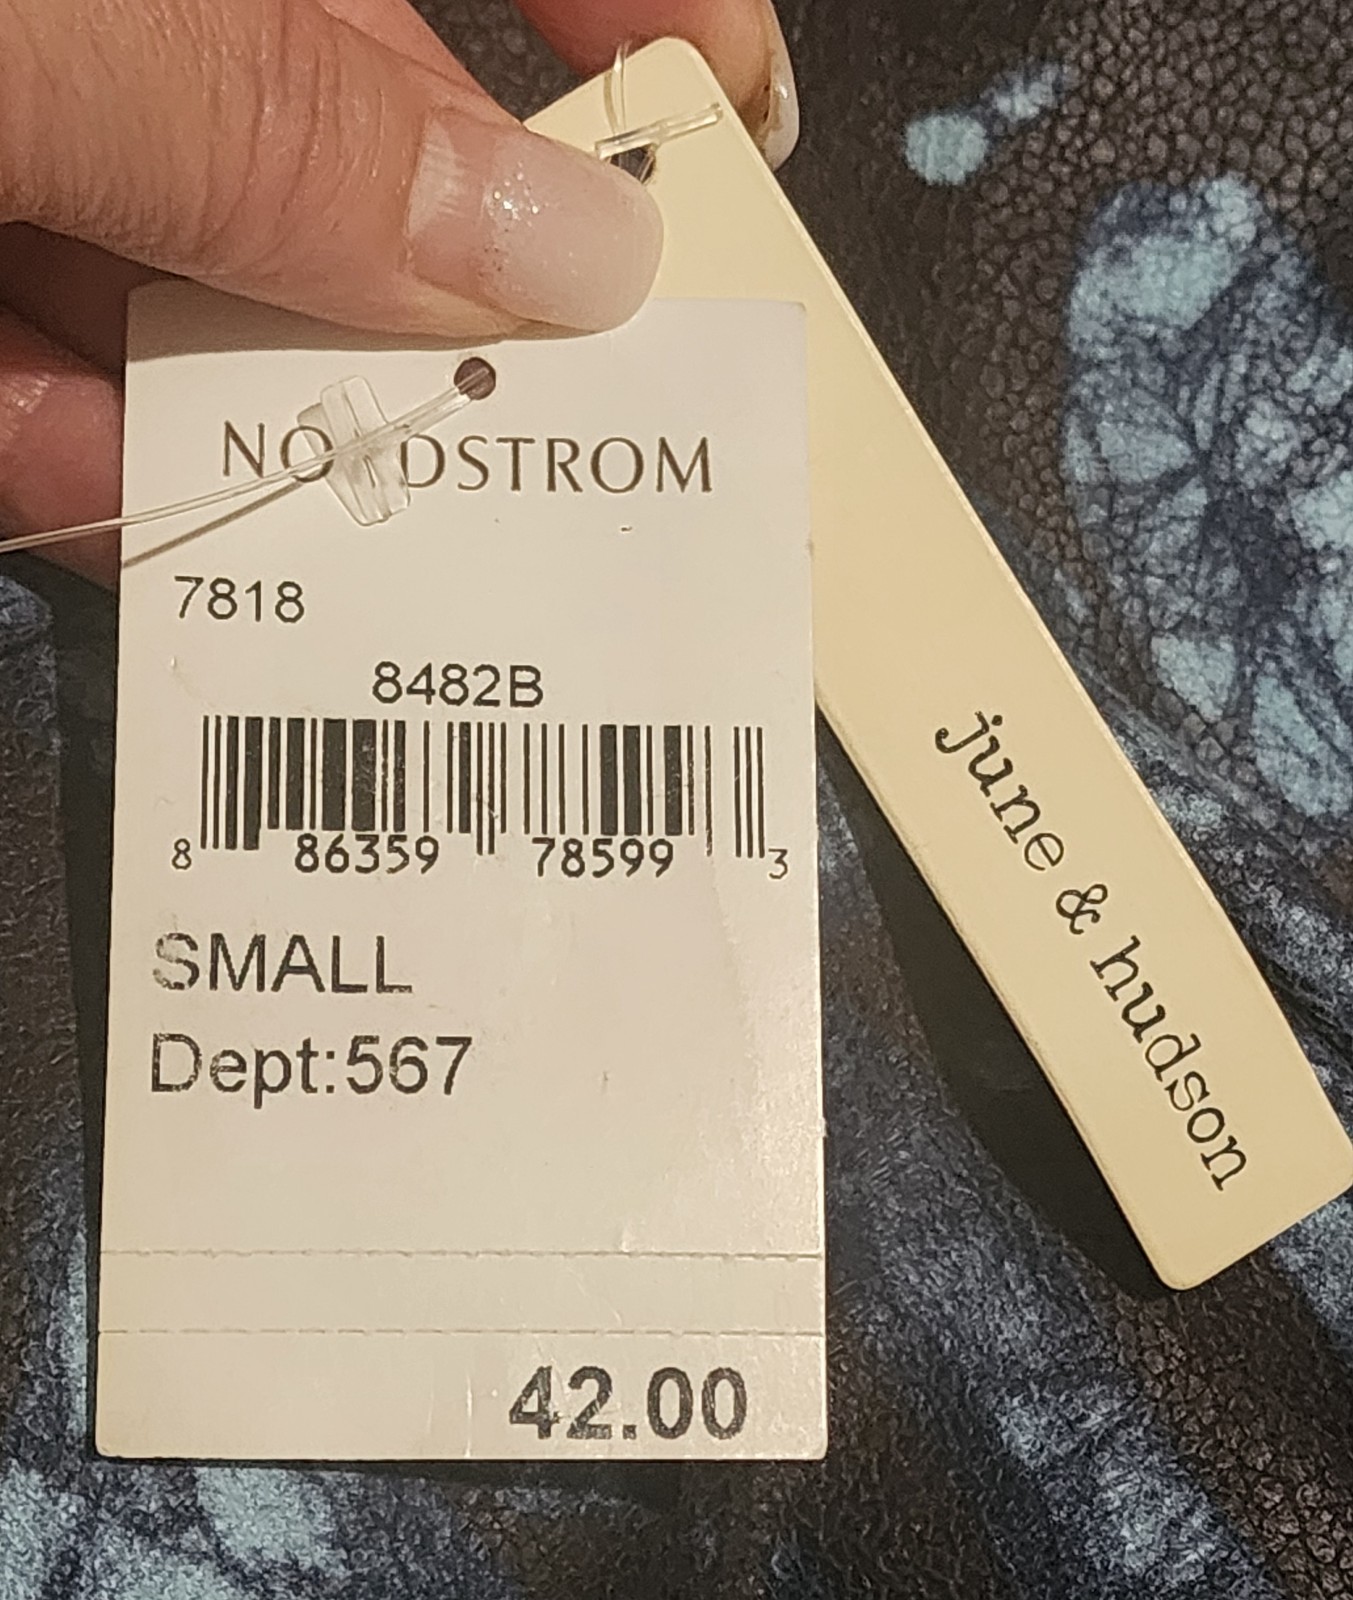 NORDSTROM
7818
8482B
8 86359 78599 3
SMALL
Dept:567
42.00
june & hudson